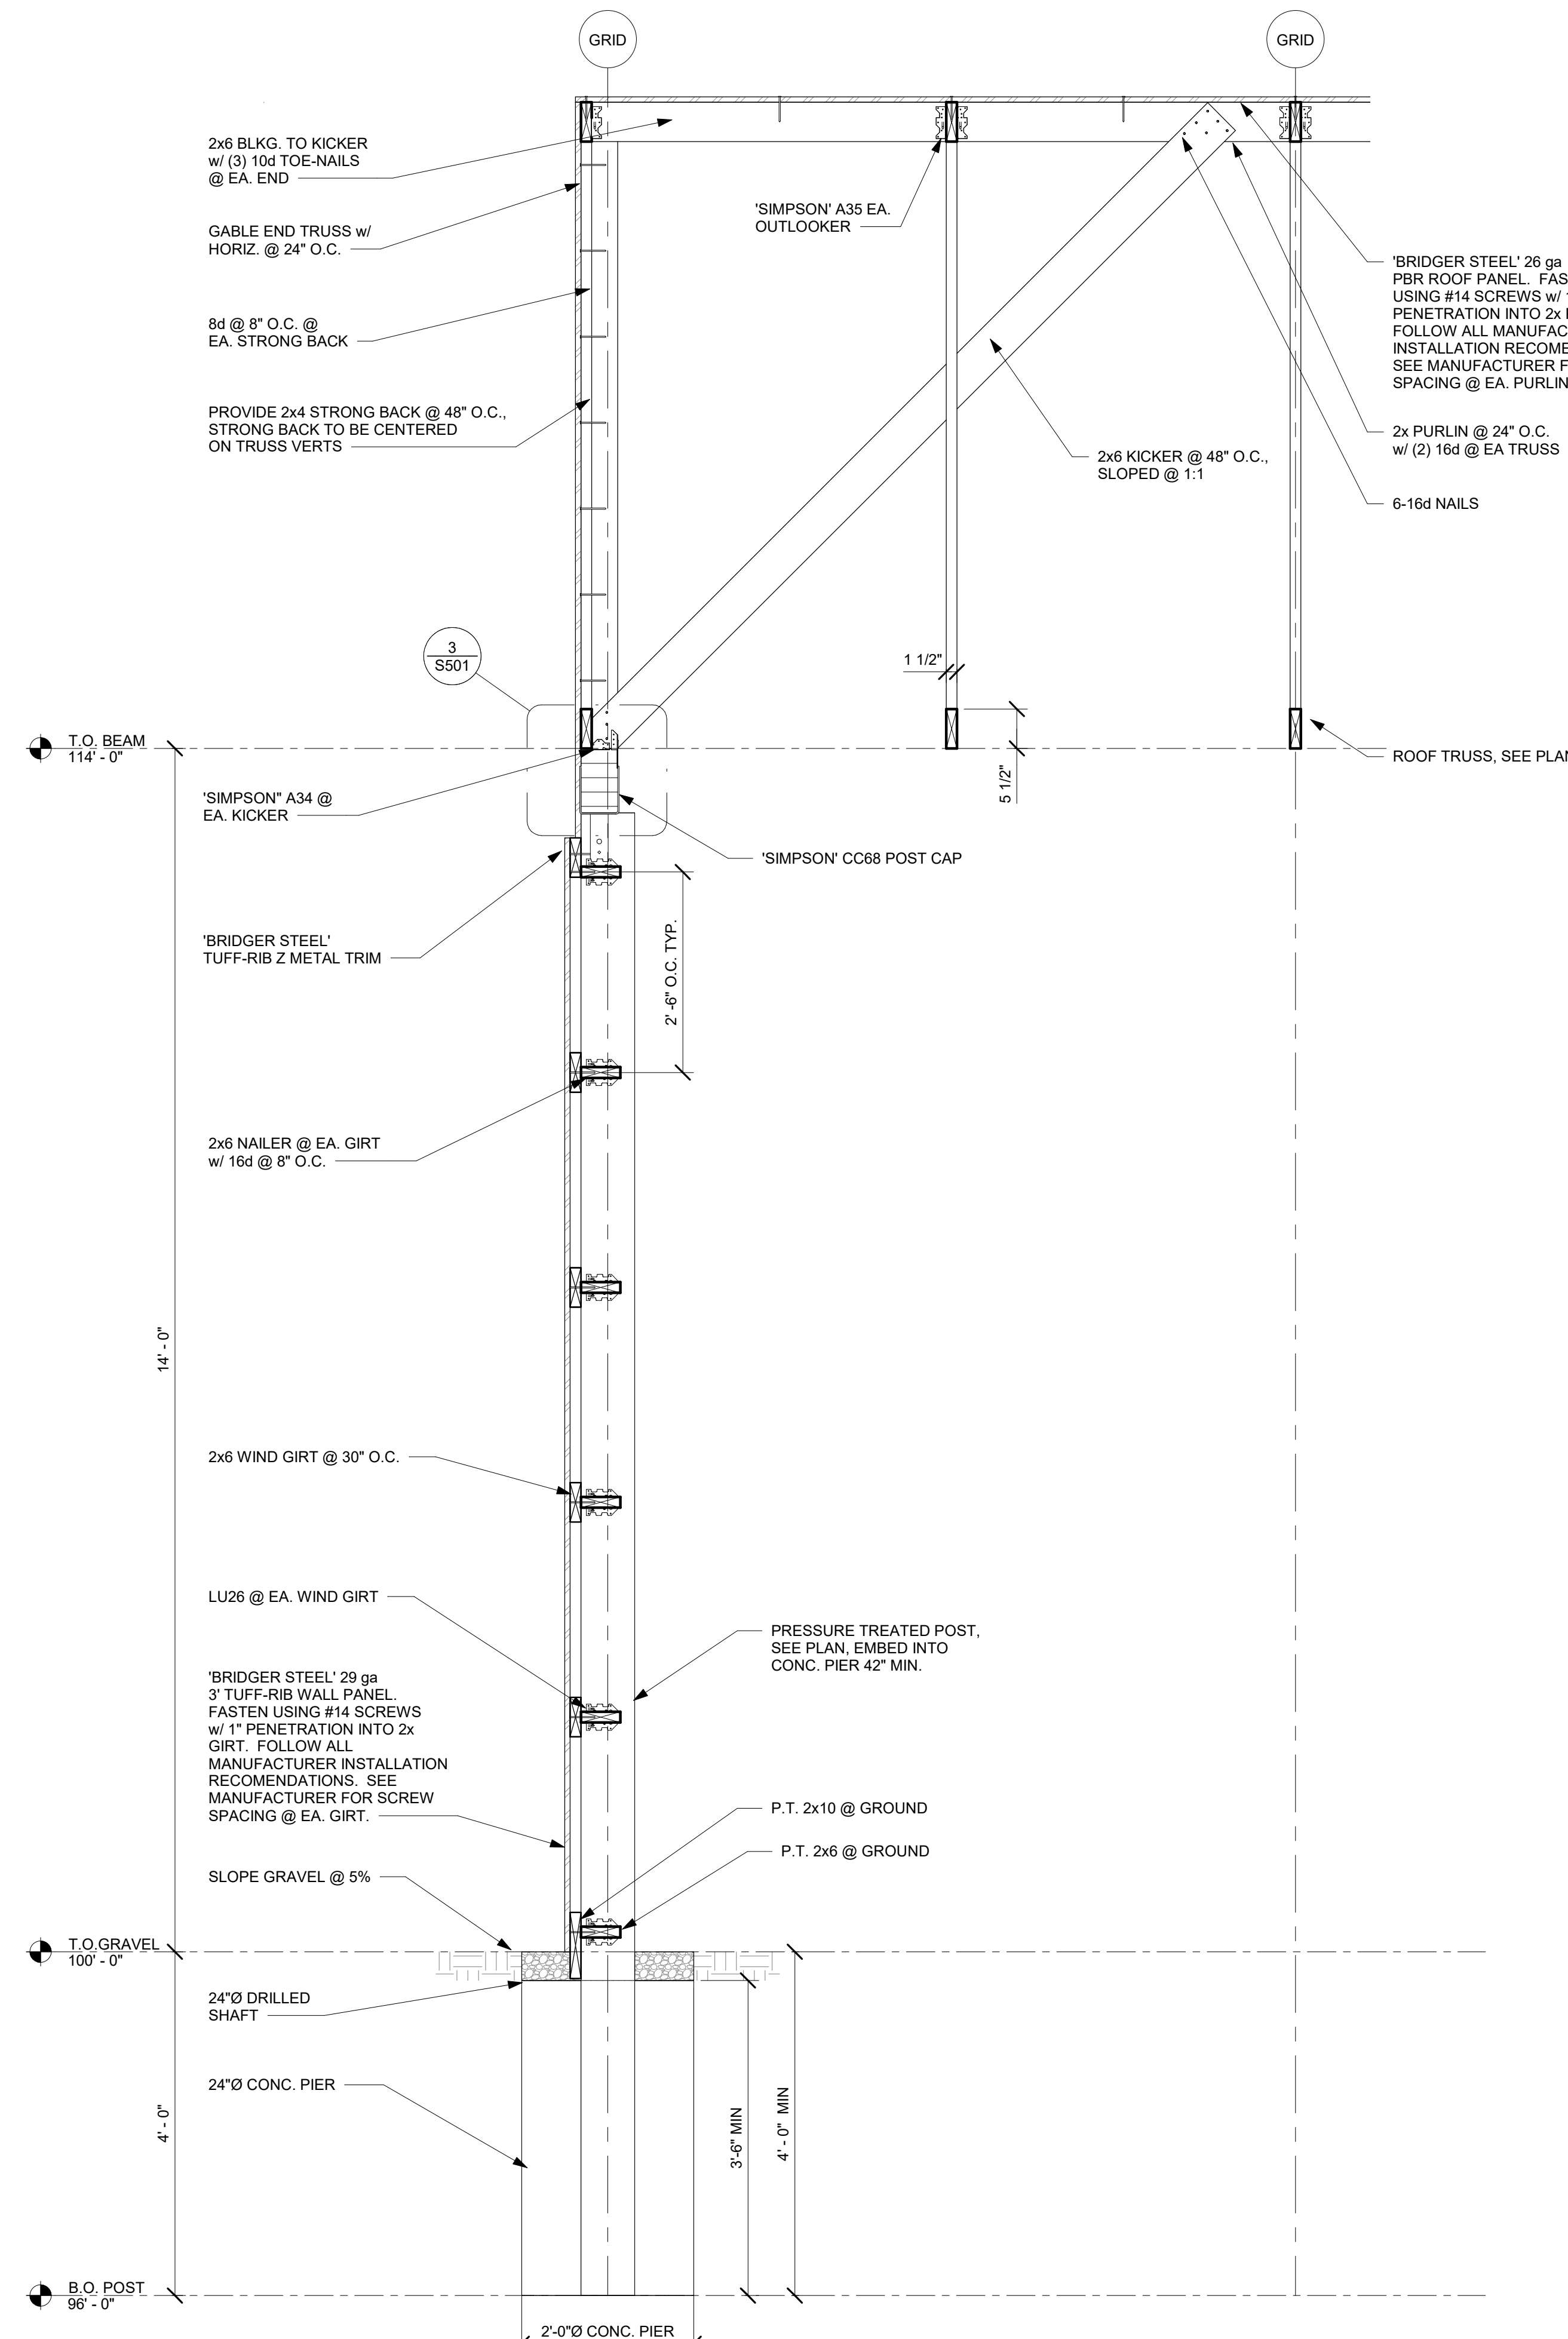 GRID
GRID
2x6 BLKG. TO KICKER
w/ (3) 10d TOE-NAILS
@ EA. END
GABLE END TRUSS w/
HORIZ. @ 24" O.C.
8d @ 8" O.C. @
EA. STRONG BACK
PROVIDE 2x4 STRONG BACK @ 48" O.C.,
STRONG BACK TO BE CENTERED
ON TRUSS VERTS
'SIMPSON' A35 EA.
OUTLOOKER
'BRIDGER STEEL' 26 ga
PBR ROOF PANEL. FAS
USING #14 SCREWS w/
PENETRATION INTO 2x
FOLLOW ALL MANUFAC
INSTALLATION RECOME
SEE MANUFACTURER F
SPACING @ EA. PURLIN
2x PURLIN @ 24" O.C.
w/ (2) 16d @ EA TRUSS
2x6 KICKER @ 48" O.C.,
SLOPED @ 1:1
6-16d NAILS
3
S501
1 1/2"
5 1/2"
T.O. BEAM
114' - 0"
ROOF TRUSS, SEE PLAN
'SIMPSON" A34 @
EA. KICKER
'SIMPSON' CC68 POST CAP
'BRIDGER STEEL'
TUFF-RIB Z METAL TRIM
2' -6" O.C. TYP.
2x6 NAILER @ EA. GIRT
w/ 16d @ 8" O.C.
14' - 0"
2x6 WIND GIRT @ 30" O.C.
LU26 @ EA. WIND GIRT
PRESSURE TREATED POST,
SEE PLAN, EMBED INTO
CONC. PIER 42" MIN.
'BRIDGER STEEL' 29 ga
3' TUFF-RIB WALL PANEL.
FASTEN USING #14 SCREWS
w/ 1" PENETRATION INTO 2x
GIRT. FOLLOW ALL
MANUFACTURER INSTALLATION
RECOMENDATIONS. SEE
MANUFACTURER FOR SCREW
SPACING @ EA. GIRT.
P.T. 2x10 @ GROUND
P.T. 2x6 @ GROUND
SLOPE GRAVEL @ 5%
T.O.GRAVEL
100' - 0"
24"Ø DRILLED
SHAFT
24"Ø CONC. PIER
4' - 0"
3'-6" MIN
4' - 0" MIN
B.O. POST
96' - 0"
2'-0"Ø CONC. PIER